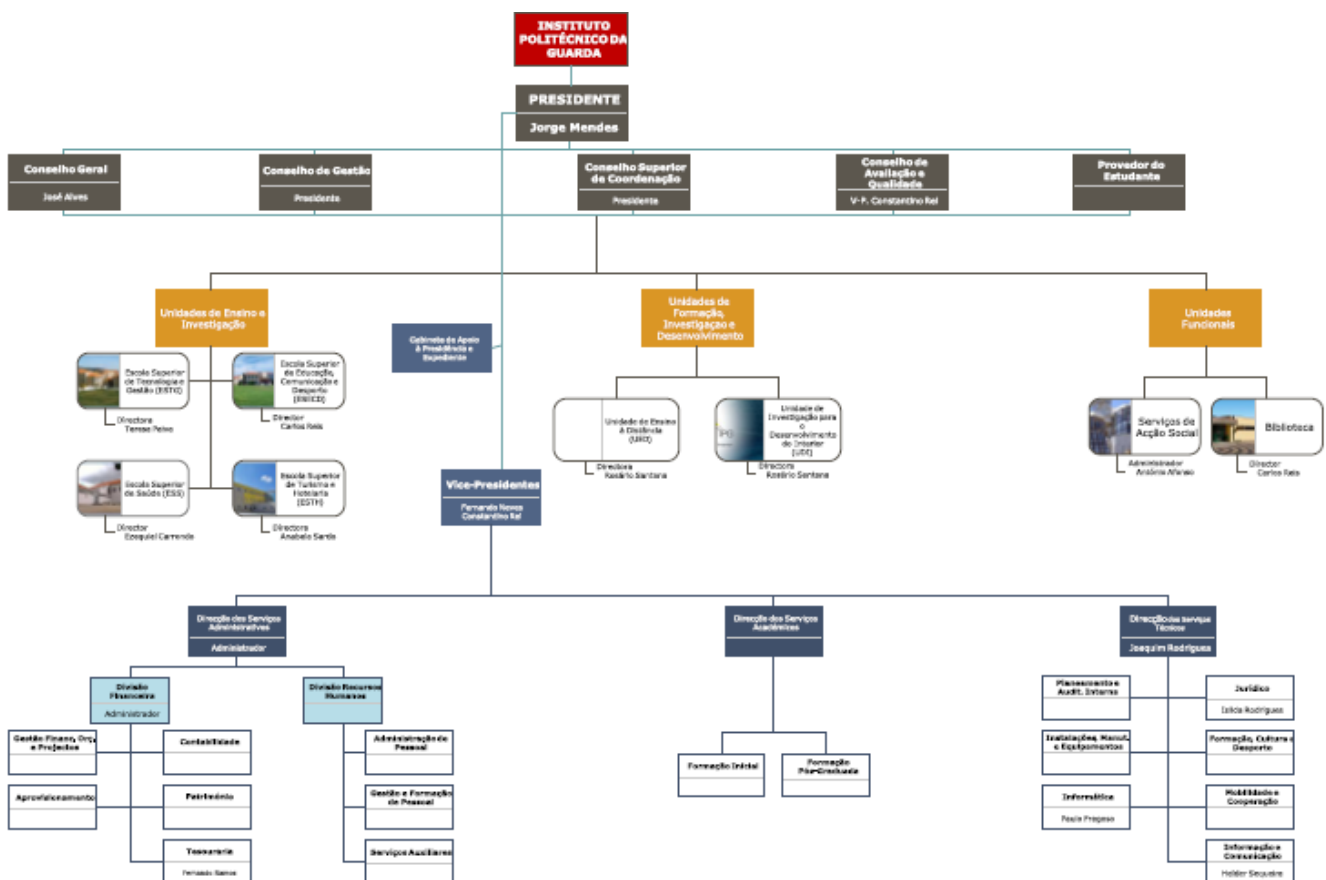 INSTITUTO
POLITÉCNICO DA
GUARDA
PRESIDENTE
Jorge Mendes
Conselho Geral
José Alves
Conselho de Gestão
Presidente
Conselho Superior
de Coordenação
Presidente
Conselho de
Avaliação e
Qualidade
V-P. Constantino Rei
Provedor do
Estudante
Unidades de Ensino e
Investigação
Escola Superior
de Tecnologia e
Gestão (ESTG)
Directora
Teresa Paiva
Escola Superior
de Educação,
Comunicação e
Desporto
(ESECD)
Director
Carlos Reis
Escola Superior
de Saúde (ESS)
Director
Ezequiel Carrondo
Escola Superior
de Turismo e
Hotelaria
(ESTH)
Directora
Anabela Sardo
Gabinete de Apoio
à Presidência e
Expediente
Unidades de
Formação,
Investigaçao e
Desenvolvimento
Unidade de Ensino
à Distância
(UED)
Directora
Rosário Santana
IPG
Unidade de
Investigação para
o
Desenvolvimento
do Interior
(UDI)
Directora
Rosário Santana
Unidades
Funcionais
Serviços de
Acção Social
Administrador
António Afonso
Biblioteca
Director
Carlos Reis
Vice-Presidentes
Fernando Neves
Constantino Rei
Direcção dos Serviços
Administrativos
Administrador
Divisão
Financeira
Administrador
Gestão Financ, Orç,
e Projectos
Contabilidade
Aprovisionamento
Património
Tesouraria
Fernando Ramos
Divisão Recursos
Humanos
Administração de
Pessoal
Gestão e Formação
de Pessoal
Serviços Auxiliares
Direcção dos Serviços
Académicos
Formação Inicial
Formação
Pós-Graduada
Direcção dos Serviços
Técnicos
Joaquim Rodrigues
Planeamento e
Audit. Interna
Jurídico
Rodrigues
Instalações, Manut.
e Equipamentos
Formação, Cultura e
Desporto
Informática
Paulo Fragoso
Mobilidade e
Cooperação
Informação e
Comunicação
Helder Sequeira